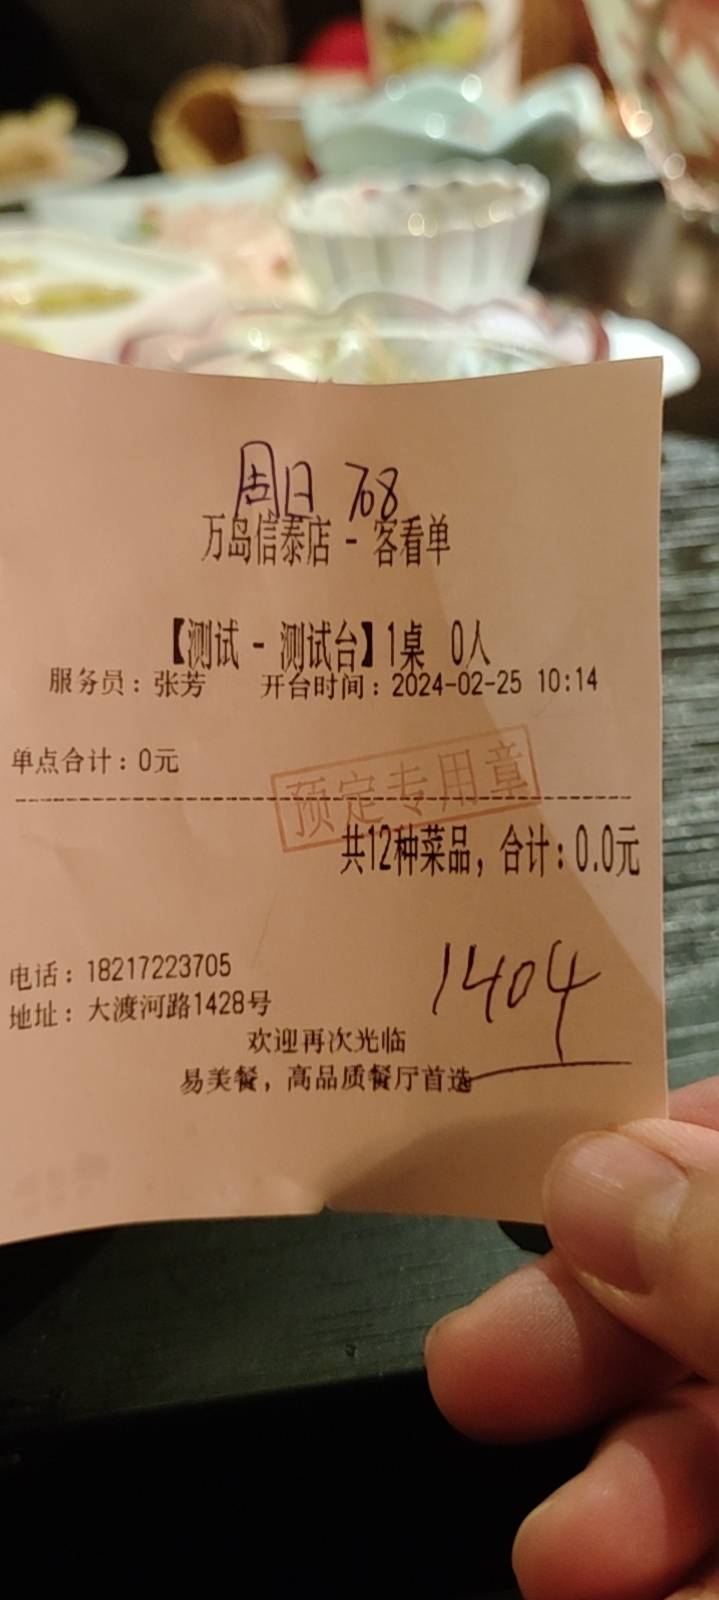 周日 708
万岛信泰店 - 客看单
【测试 - 测试台】1桌 0人
服务员：张芳 开台时间：2024-02-25 10:14
单点合计：0元
预定专用章
共12种菜品，合计：0.0元
电话：18217223705
1404
地址：大渡河路1428号
欢迎再次光临
易美餐，高品质餐厅首选